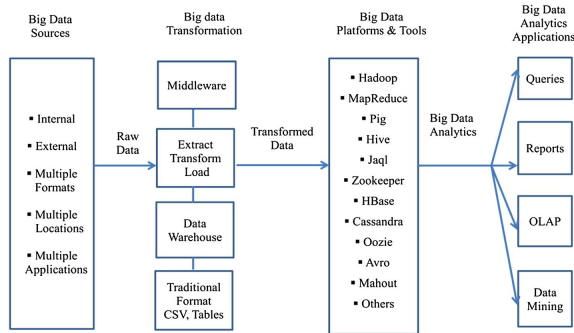 Big Data
Sources
Big data
Transformation
Big Data
Platforms & Tools
Big Data
Analytics
Applications
▪ Internal
▪ External
▪ Multiple
Formats
▪ Multiple
Locations
▪ Multiple
Applications
Raw
Data
Middleware
Extract
Transform
Load
Data
Warehouse
Traditional
Format
CSV, Tables
Transformed
Data
▪ Hadoop
▪ MapReduce
▪ Pig
▪ Hive
▪ Jaql
▪ Zookeeper
▪ HBase
▪ Cassandra
▪ Oozie
▪ Avro
▪ Mahout
▪ Others
Big Data
Analytics
Queries
Reports
OLAP
Data
Mining